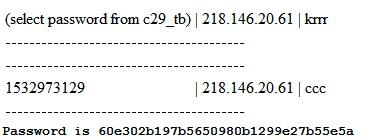 (select password from c29_tb) | 218.146.20.61 | krrr
----------------------------------------
----------------------------------------
1532973129 | 218.146.20.61 | ccc
----------------------------------------
Password is 60e302b197b5650980b1299e27b55e5a